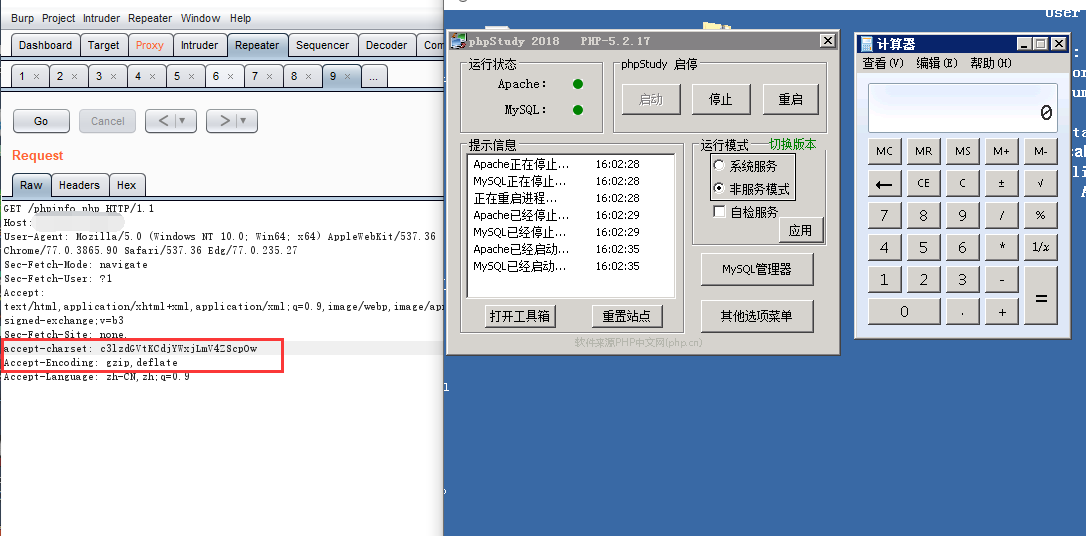 Burp Project Intruder Repeater Window Help
Dashboard Target Proxy Intruder Repeater Sequencer Decoder Com
1 × 2 × 3 × 4 × 5 × 6 × 7 × 8 × 9 × ...
Go Cancel < ▼ > ▼
Request
Raw Headers Hex
GET /phpinfo.php HTTP/1.1
Host:
User-Agent: Mozilla/5.0 (Windows NT 10.0; Win64; x64) AppleWebKit/537.36
Chrome/77.0.3865.90 Safari/537.36 Edg/77.0.235.27
Sec-Fetch-Mode: navigate
Sec-Fetch-User: ?1
Accept:
text/html,application/xhtml+xml,application/xml;q=0.9,image/webp,image/ap
signed-exchange;v=b3
Sec-Fetch-Site: none
accept-charset: c3lzdGVtKCdjYWxjLmV4ZScpOw
Accept-Encoding: gzip,deflate
Accept-Language: zh-CN,zh;q=0.9
phpStudy 2018 PHP-5.2.17
运行状态
Apache:
MySQL:
phpStudy 启停
启动 停止 重启
提示信息
Apache正在停止... 16:02:28
MySQL正在停止... 16:02:28
正在重启进程... 16:02:28
Apache已经停止... 16:02:29
MySQL已经停止... 16:02:29
Apache已经启动... 16:02:35
MySQL已经启动... 16:02:35
打开工具箱 重置站点
运行模式 切换版本
系统服务
非服务模式
自检服务
应用
MySQL管理器
其他选项菜单
软件来源PHP中文网(php.cn)
计算器
查看(V) 编辑(E) 帮助(H)
0
MC MR MS M+ M-
← CE C ± √
7 8 9 / %
4 5 6 * 1/x
1 2 3 - =
0 . +
User